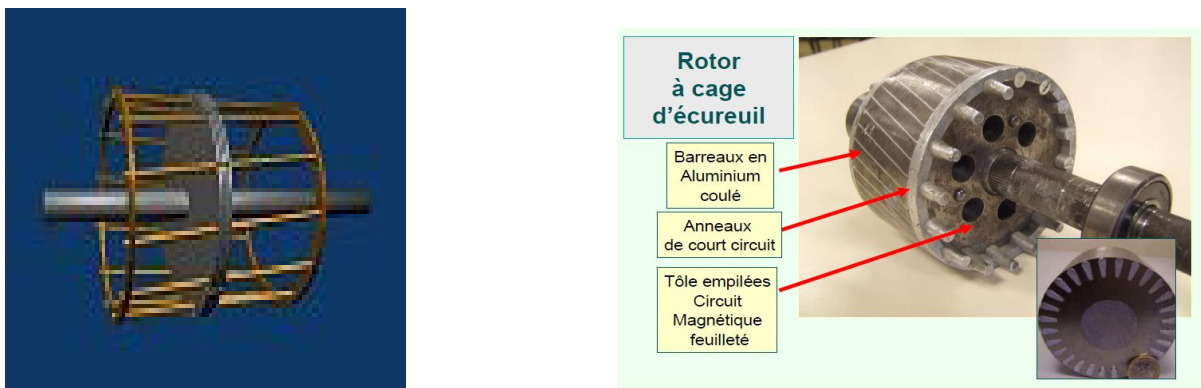 Rotor
à cage
d’écureuil
Barreaux en
Aluminium
coulé
Anneaux
de court circuit
Tôle empilées
Circuit
Magnétique
feuilleté